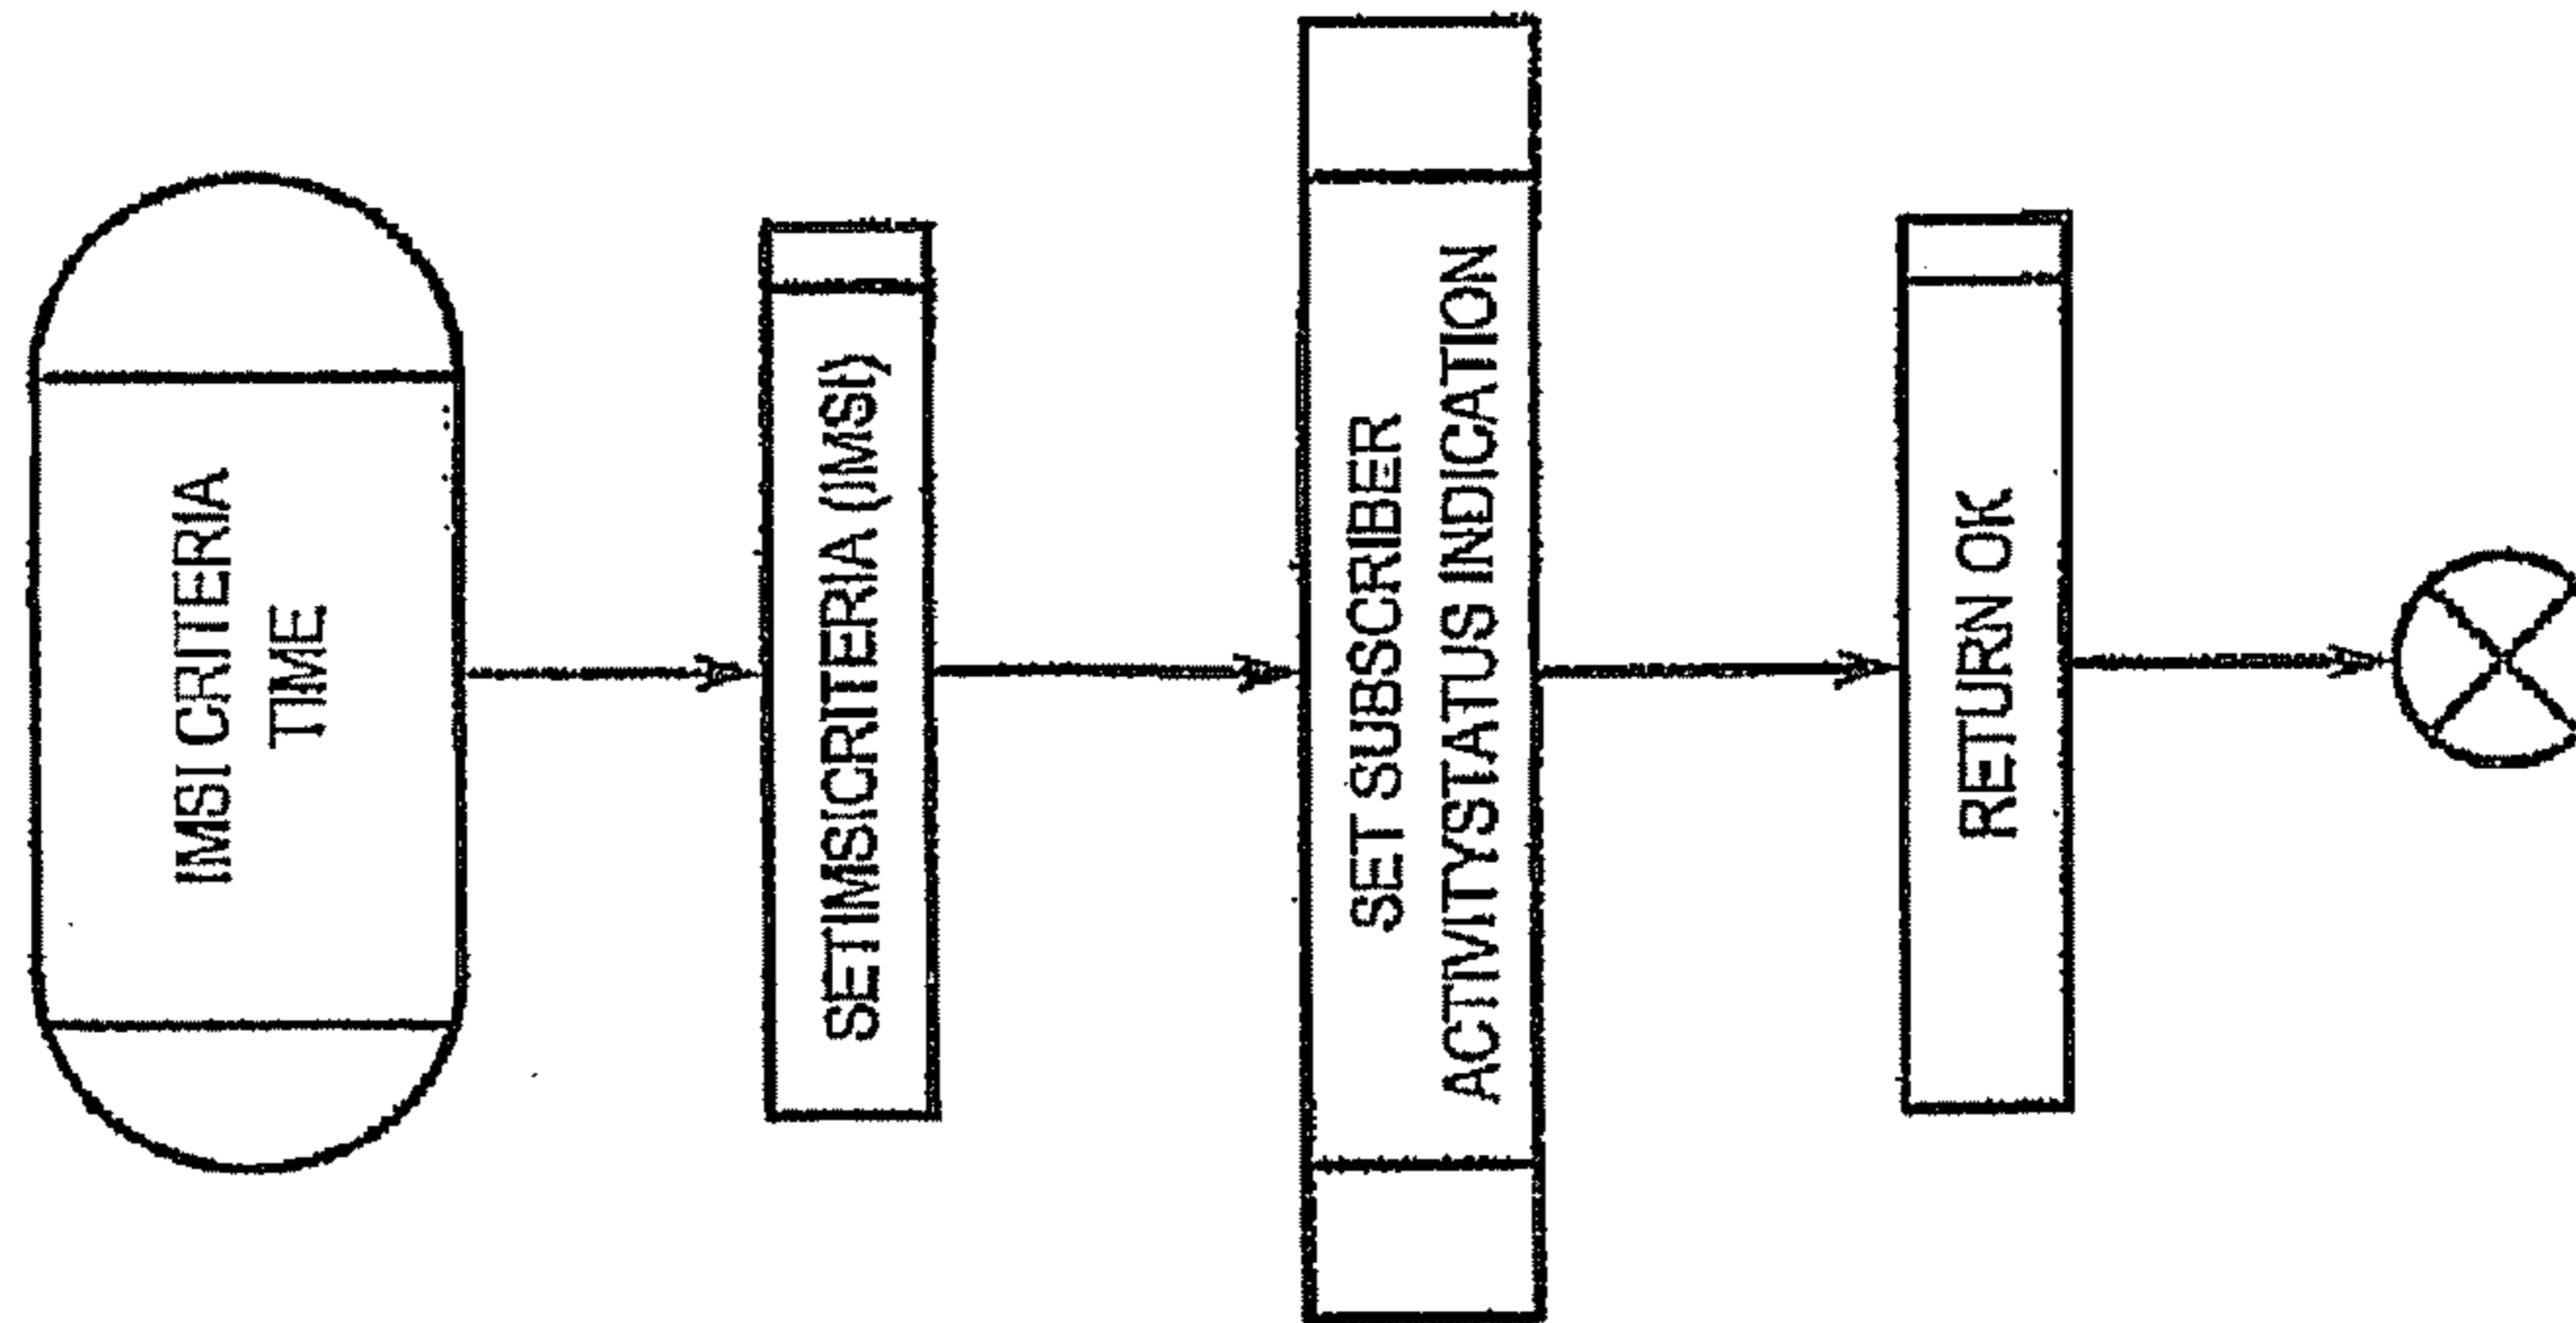 IMSI CRITERIA
TIME
SETIMSICRITERIA (IMSI)
SET SUBSCRIBER
ACTIVITYSTATUS INDICATION
RETURN OK